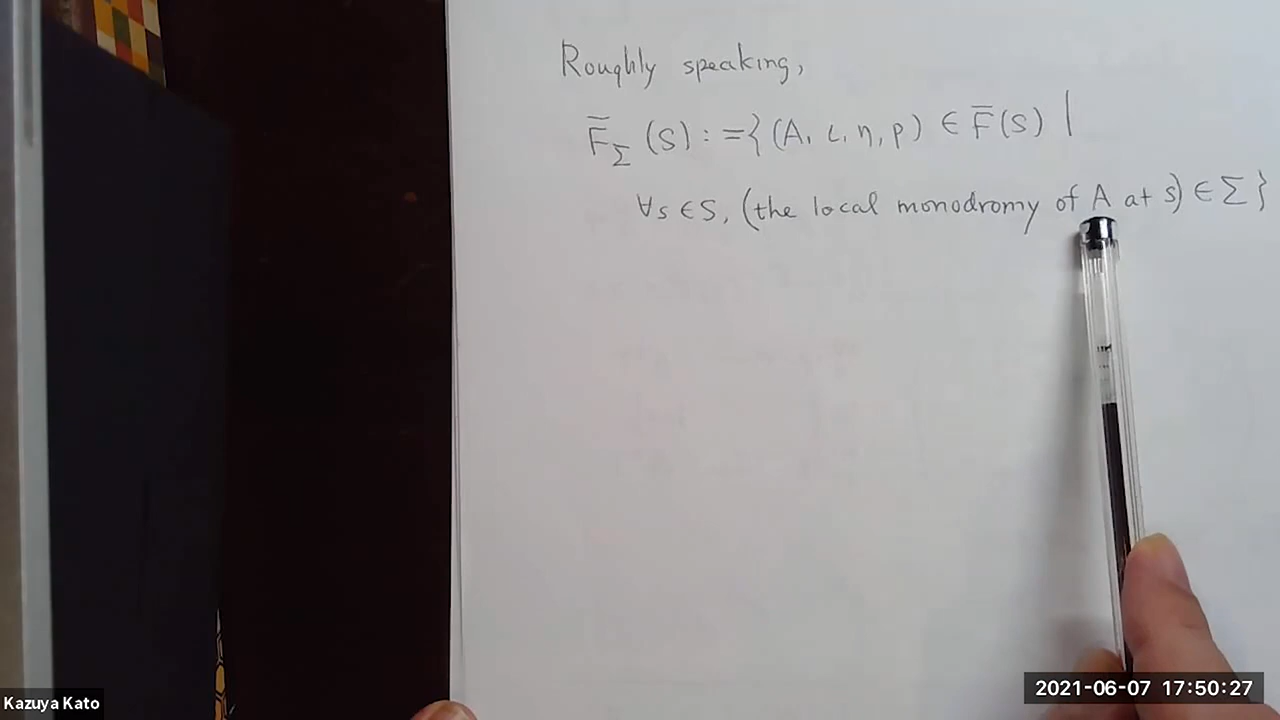 Roughly speaking,
F̄_Σ (S) := { (A, ι, η, p) ∈ F̄(S) |
∀s ∈ S, (the local monodromy of A at s) ∈ Σ }
Kazuya Kato
2021-06-07 17:50:27